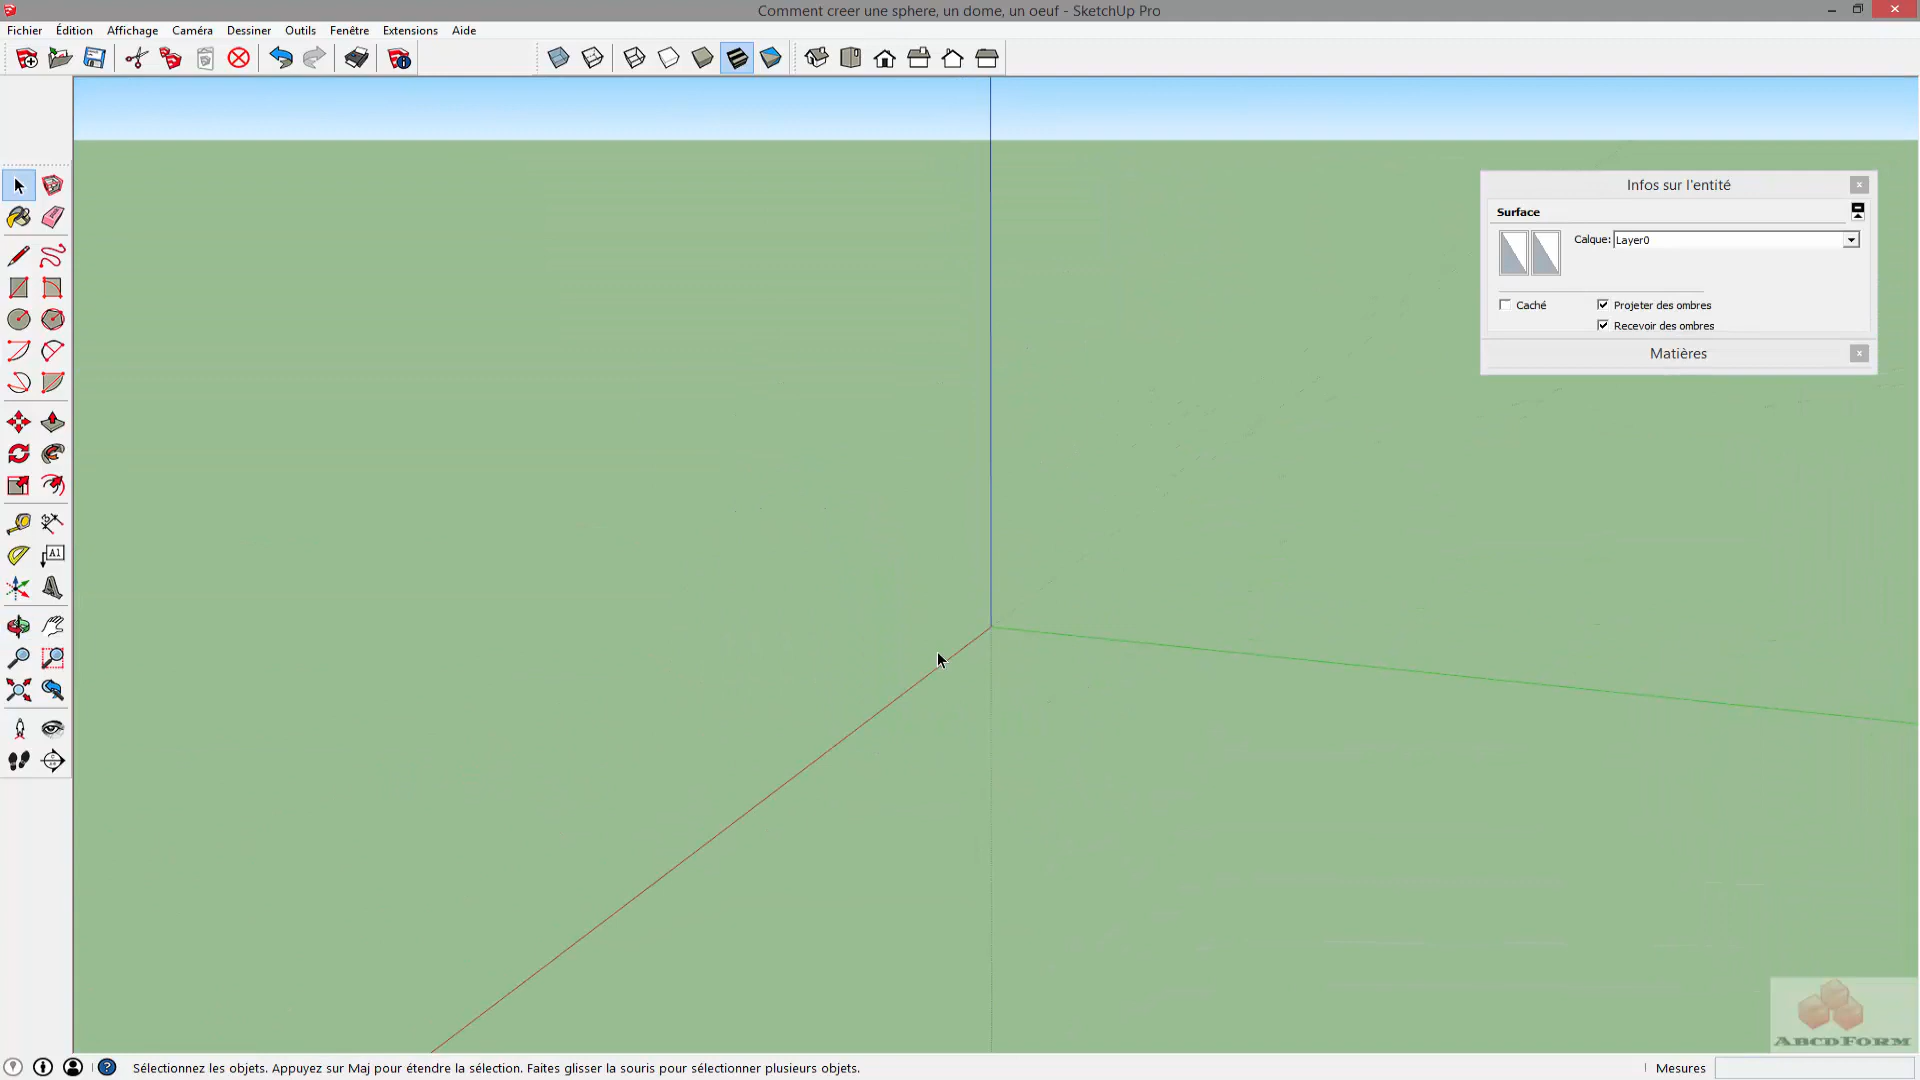 Comment creer une sphere, un dome, un oeuf - SketchUp Pro
Fichier Édition Affichage Caméra Dessiner Outils Fenêtre Extensions Aide
Infos sur l'entité
Surface
Calque: Layer0
Caché
Projeter des ombres
Recevoir des ombres
Matières
A1
ABCDFORM
Sélectionnez les objets. Appuyez sur Maj pour étendre la sélection. Faites glisser la souris pour sélectionner plusieurs objets.
Mesures